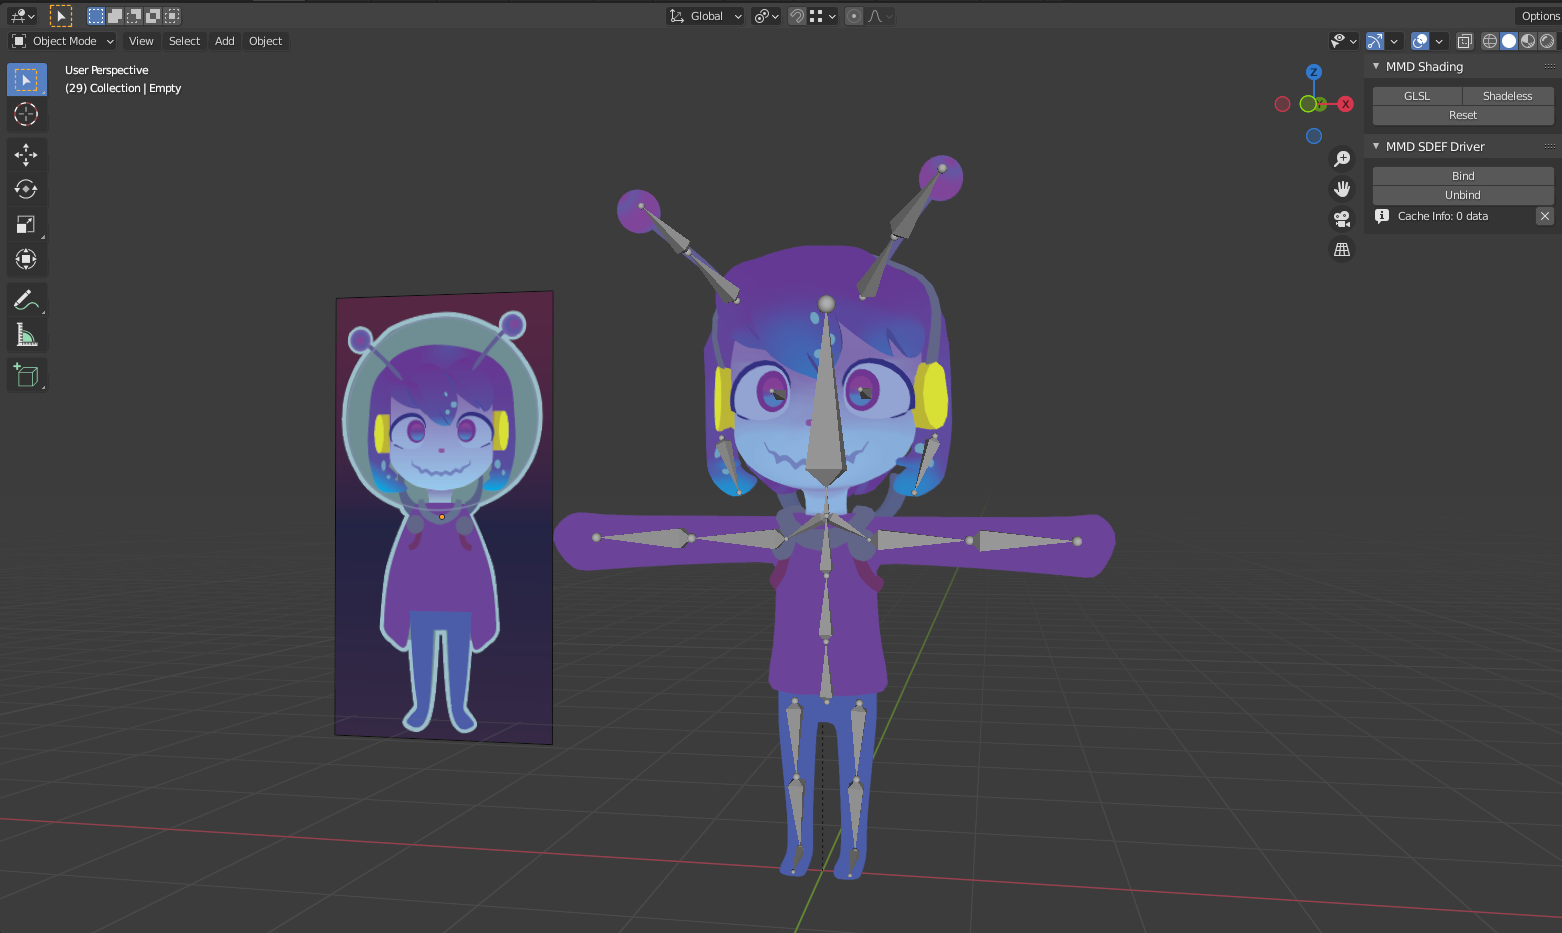 Global
Options
Object Mode
View
Select
Add
Object
User Perspective
(29) Collection | Empty
Z
X
MMD Shading
GLSL
Shadeless
Reset
MMD SDEF Driver
Bind
Unbind
Cache Info: 0 data